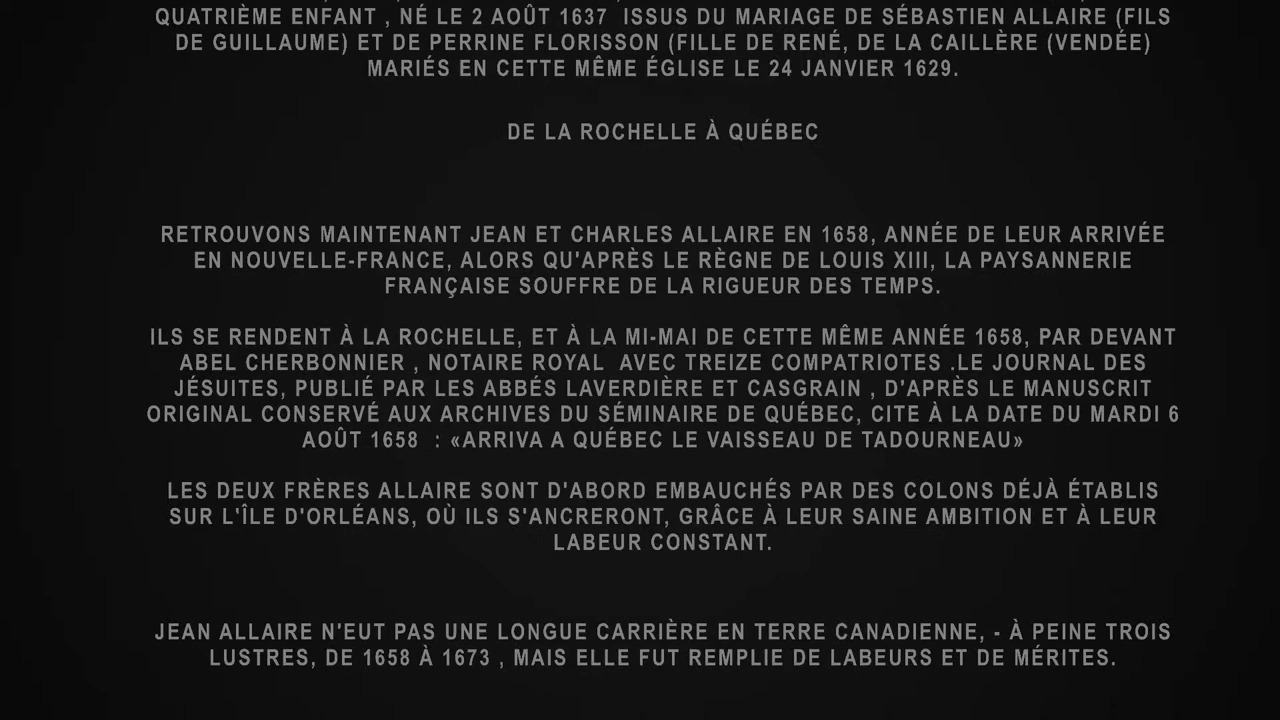 QUATRIÈME ENFANT , NÉ LE 2 AOÛT 1637  ISSUS DU MARIAGE DE SÉBASTIEN ALLAIRE (FILS
DE GUILLAUME) ET DE PERRINE FLORISSON (FILLE DE RENÉ, DE LA CAILLÈRE (VENDÉE)
MARIÉS EN CETTE MÊME ÉGLISE LE 24 JANVIER 1629.
DE LA ROCHELLE À QUÉBEC
RETROUVONS MAINTENANT JEAN ET CHARLES ALLAIRE EN 1658, ANNÉE DE LEUR ARRIVÉE
EN NOUVELLE-FRANCE, ALORS QU'APRÈS LE RÈGNE DE LOUIS XIII, LA PAYSANNERIE
FRANÇAISE SOUFFRE DE LA RIGUEUR DES TEMPS.
ILS SE RENDENT À LA ROCHELLE, ET À LA MI-MAI DE CETTE MÊME ANNÉE 1658, PAR DEVANT
ABEL CHERBONNIER , NOTAIRE ROYAL  AVEC TREIZE COMPATRIOTES .LE JOURNAL DES
JÉSUITES, PUBLIÉ PAR LES ABBÉS LAVERDIÈRE ET CASGRAIN , D'APRÈS LE MANUSCRIT
ORIGINAL CONSERVÉ AUX ARCHIVES DU SÉMINAIRE DE QUÉBEC, CITE À LA DATE DU MARDI 6
AOÛT 1658  : «ARRIVA A QUÉBEC LE VAISSEAU DE TADOURNEAU»
LES DEUX FRÈRES ALLAIRE SONT D'ABORD EMBAUCHÉS PAR DES COLONS DÉJÀ ÉTABLIS
SUR L'ÎLE D'ORLÉANS, OÙ ILS S'ANCRERONT, GRÂCE À LEUR SAINE AMBITION ET À LEUR
LABEUR CONSTANT.
JEAN ALLAIRE N'EUT PAS UNE LONGUE CARRIÈRE EN TERRE CANADIENNE, - À PEINE TROIS
LUSTRES, DE 1658 À 1673 , MAIS ELLE FUT REMPLIE DE LABEURS ET DE MÉRITES.